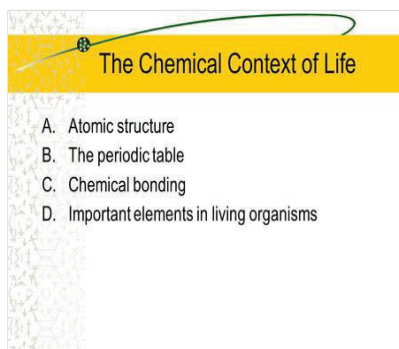 The Chemical Context of Life
A. Atomic structure
B. The periodic table
C. Chemical bonding
D. Important elements in living organisms